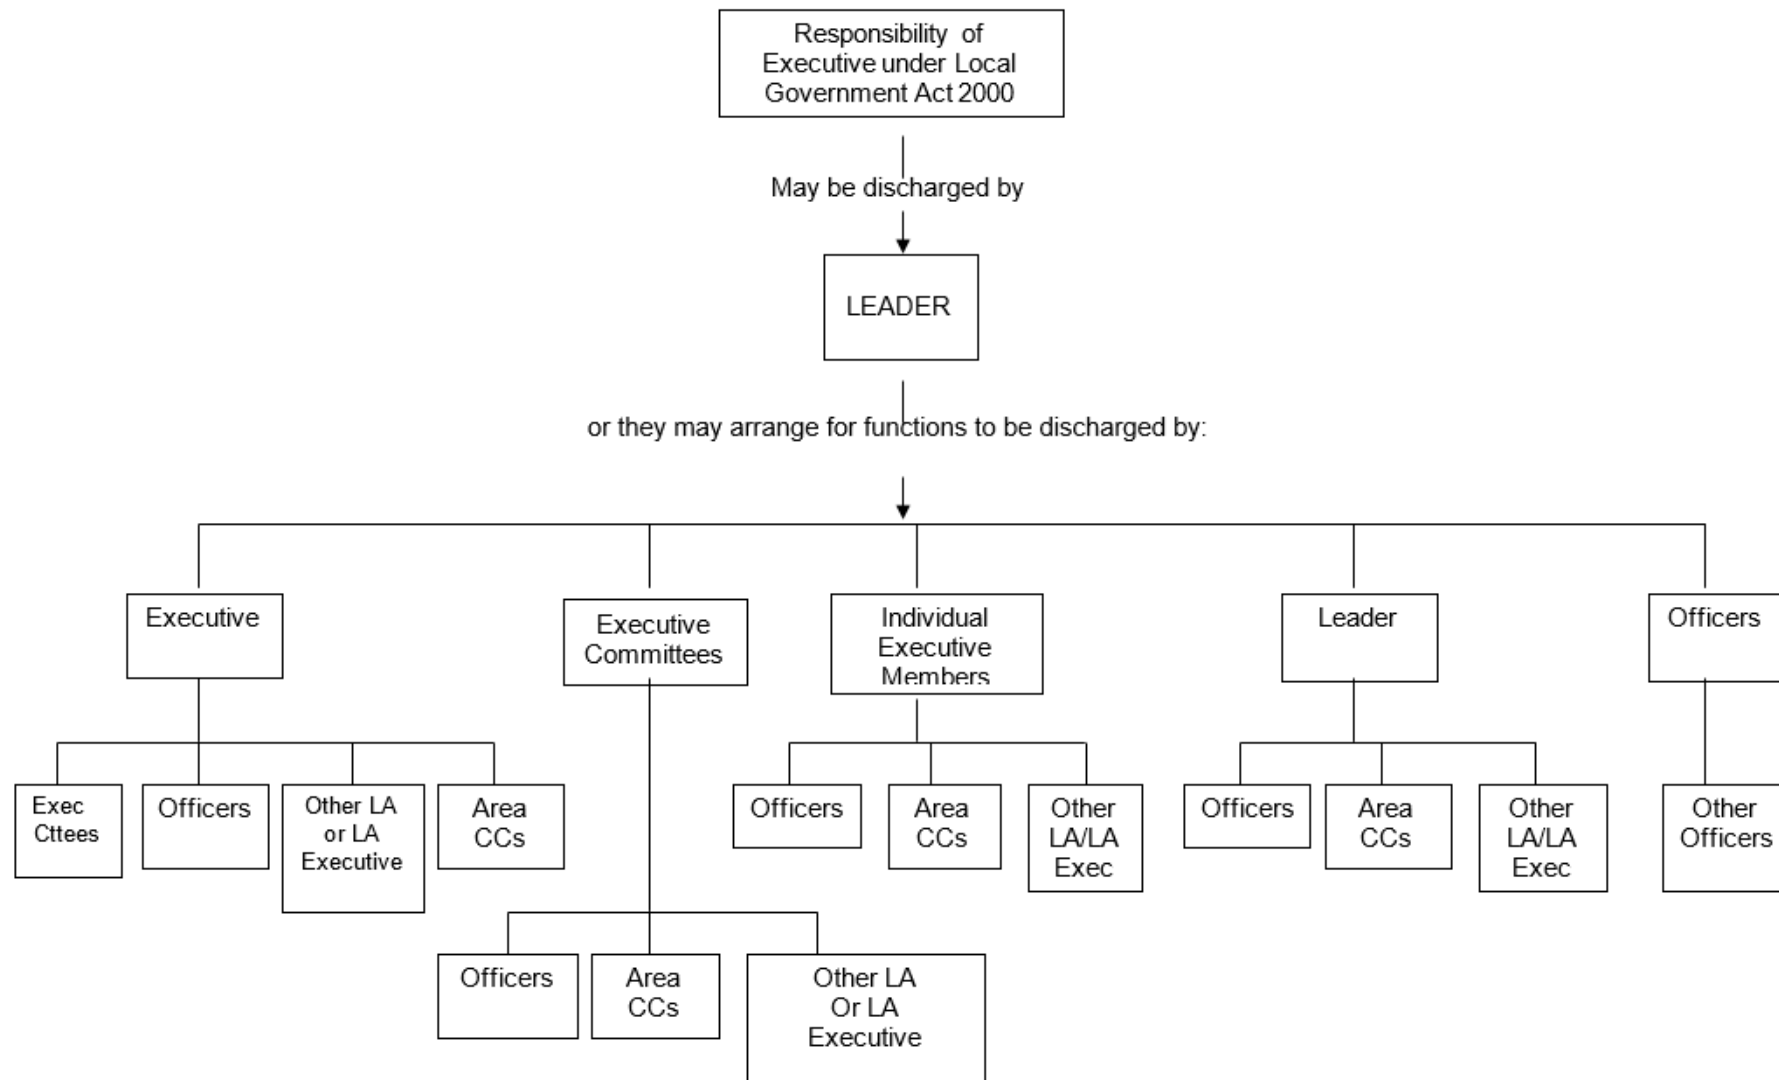 Responsibility of
Executive under Local
Government Act 2000
May be discharged by
LEADER
or they may arrange for functions to be discharged by:
Executive
Executive
Committees
Individual
Executive
Members
Leader
Officers
Exec
Cttees
Officers
Other LA
or LA
Executive
Area
CCs
Officers
Area
CCs
Other
LA/LA
Exec
Officers
Area
CCs
Other
LA/LA
Exec
Other
Officers
Officers
Area
CCs
Other LA
Or LA
Executive